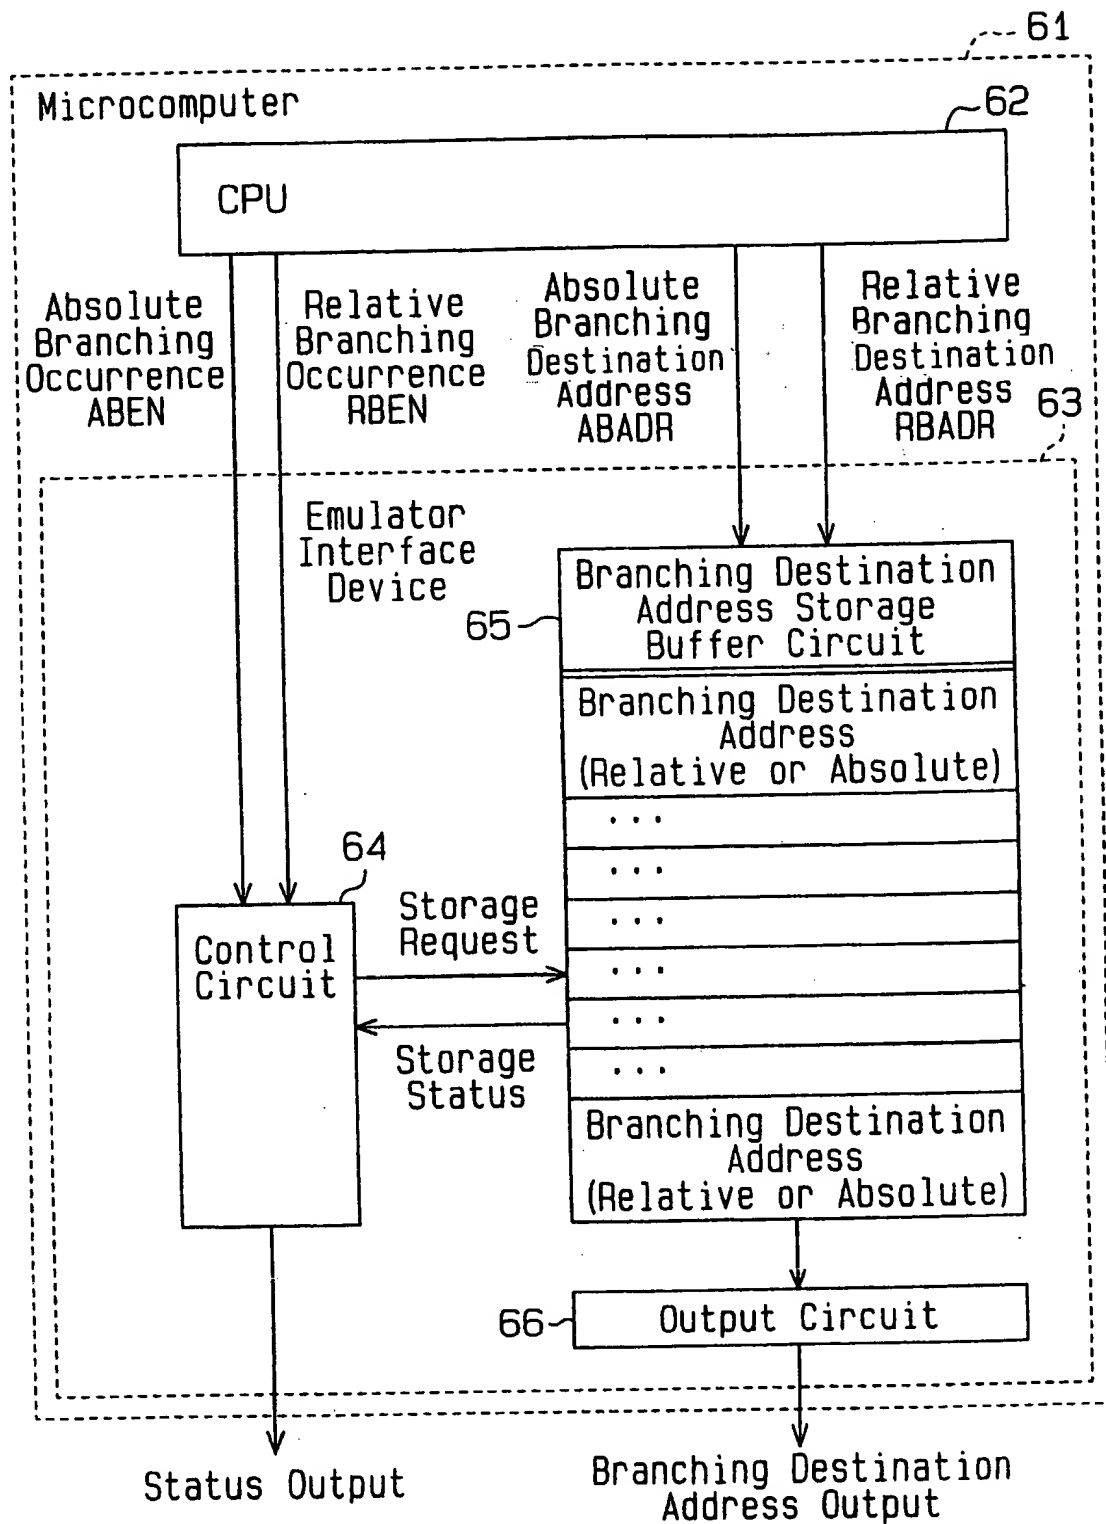 61
Microcomputer
62
CPU
Absolute
Branching
Occurrence
ABEN
Relative
Branching
Occurrence
RBEN
Absolute
Branching
Destination
Address
ABADR
Relative
Branching
Destination
Address
RBADR
63
Emulator
Interface
Device
65
Branching Destination
Address Storage
Buffer Circuit
Branching Destination
Address
(Relative or Absolute)
...
...
...
...
...
...
Branching Destination
Address
(Relative or Absolute)
64
Control
Circuit
Storage
Request
Storage
Status
66
Output Circuit
Status Output
Branching Destination
Address Output